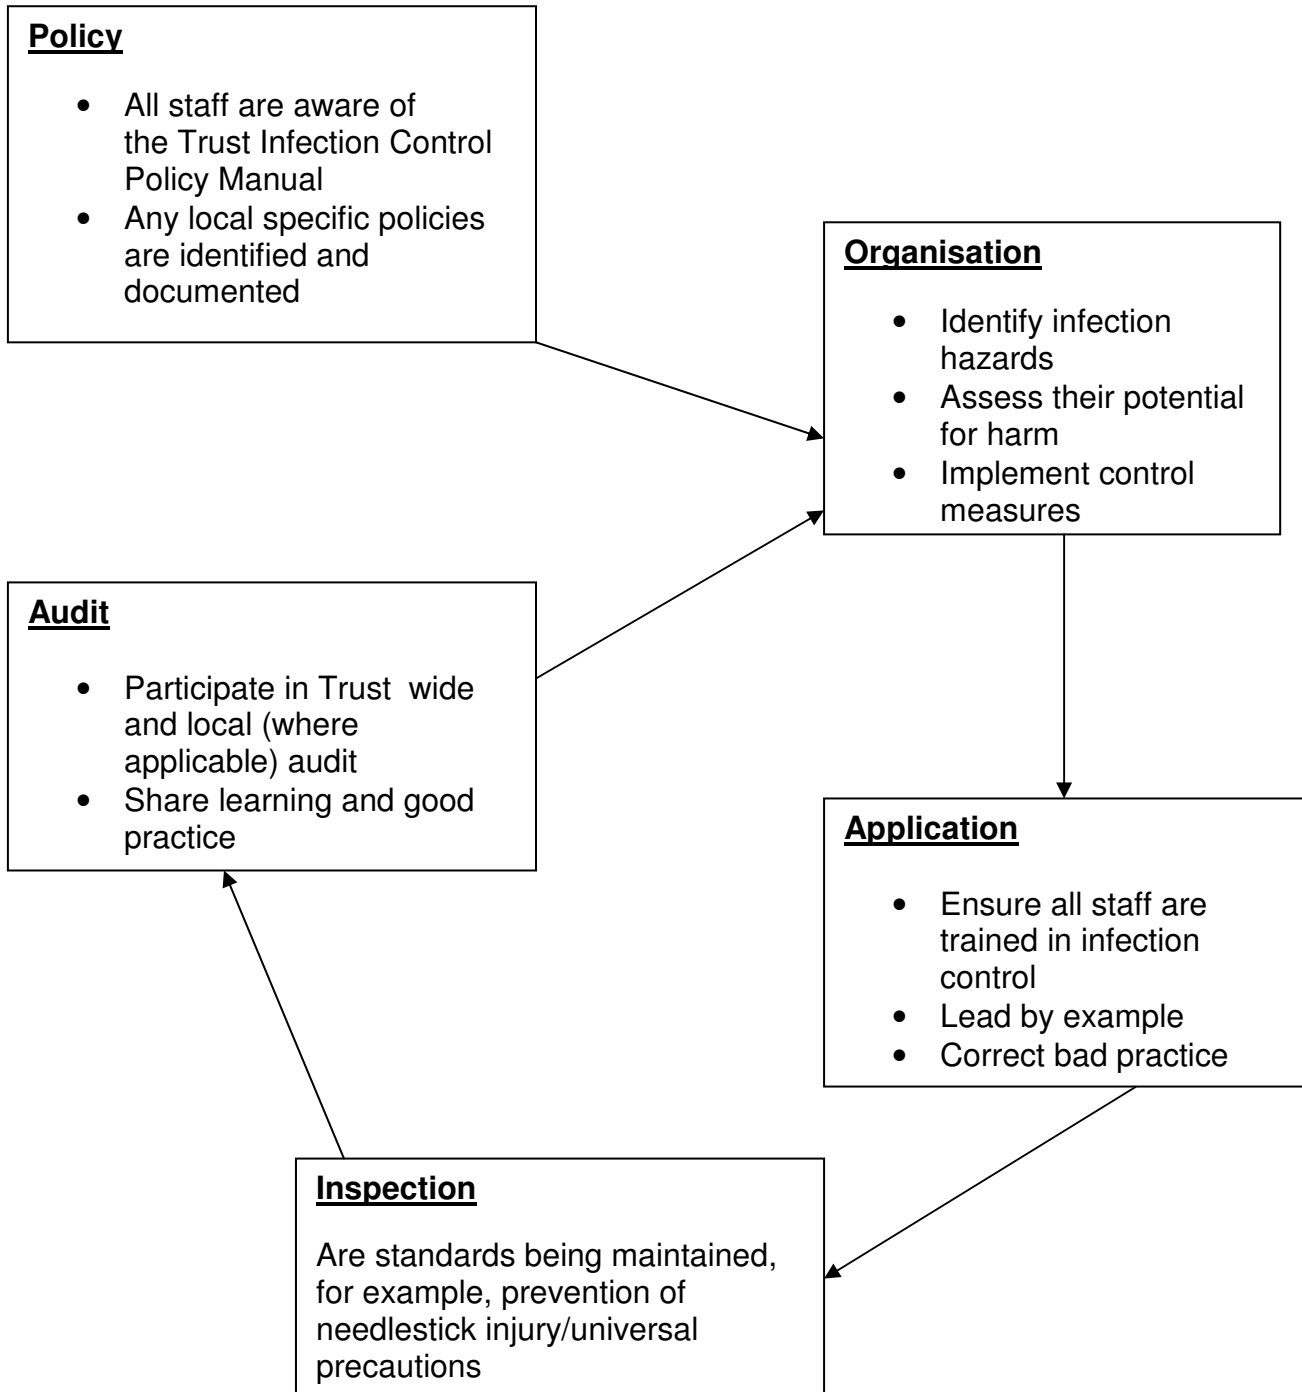 Policy
• All staff are aware of
the Trust Infection Control
Policy Manual
• Any local specific policies
are identified and
documented
Organisation
• Identify infection
hazards
• Assess their potential
for harm
• Implement control
measures
Audit
• Participate in Trust wide
and local (where
applicable) audit
• Share learning and good
practice
Application
• Ensure all staff are
trained in infection
control
• Lead by example
• Correct bad practice
Inspection
Are standards being maintained,
for example, prevention of
needlestick injury/universal
precautions